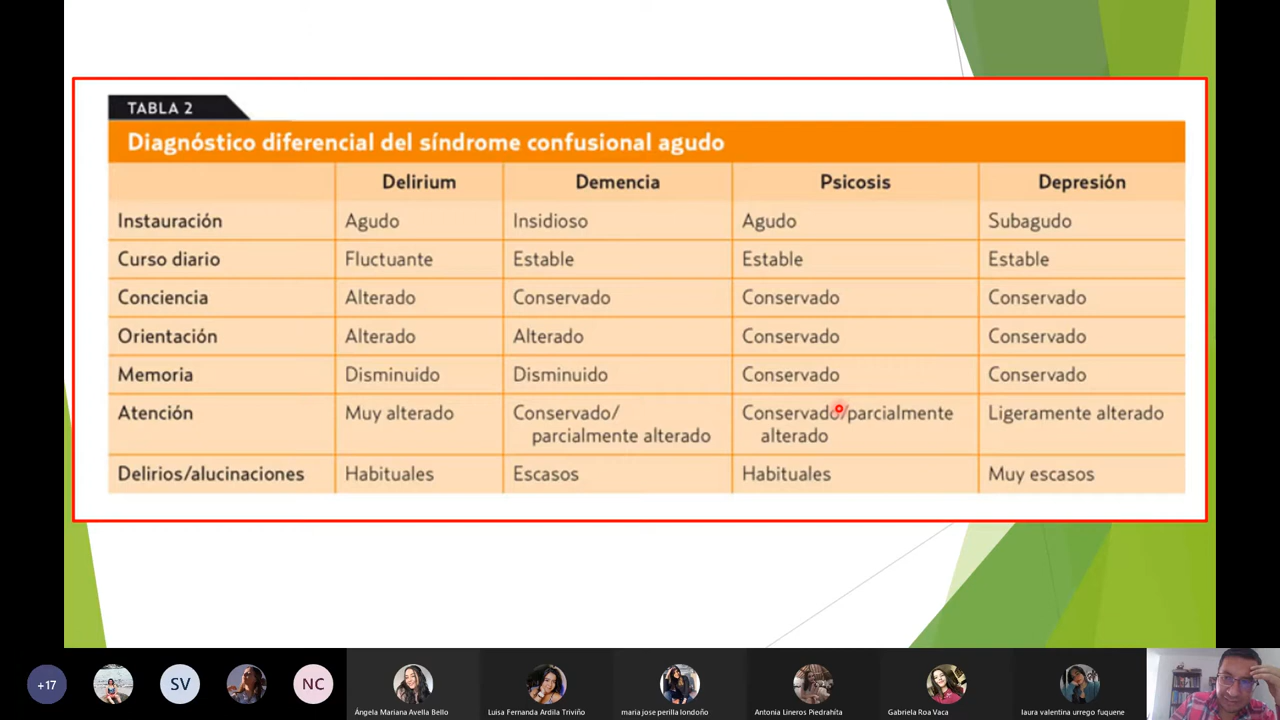 TABLA 2
Diagnóstico diferencial del síndrome confusional agudo
Delirium Demencia Psicosis Depresión
Instauración Agudo Insidioso Agudo Subagudo
Curso diario Fluctuante Estable Estable Estable
Conciencia Alterado Conservado Conservado Conservado
Orientación Alterado Alterado Conservado Conservado
Memoria Disminuido Disminuido Conservado Conservado
Atención Muy alterado Conservado/ Conservado/parcialmente Ligeramente alterado
parcialmente alterado alterado
Delirios/alucinaciones Habituales Escasos Habituales Muy escasos
+17 SV NC
Ángela Mariana Avella Bello Luisa Fernanda Ardila Triviño maria jose perilla londoño Antonia Lineros Piedrahíta Gabriela Roa Vaca laura valentina urrego fuquene